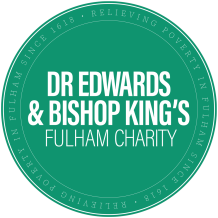 RELIEVING POVERTY IN FULHAM SINCE 1618 •
RELIEVING POVERTY IN FULHAM SINCE 1618 •
DR EDWARDS
& BISHOP KING'S
FULHAM CHARITY